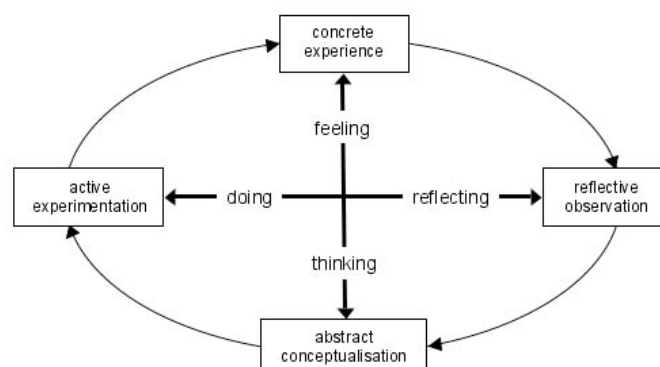 concrete
experience
feeling
active
experimentation
doing
reflecting
reflective
observation
thinking
abstract
conceptualisation